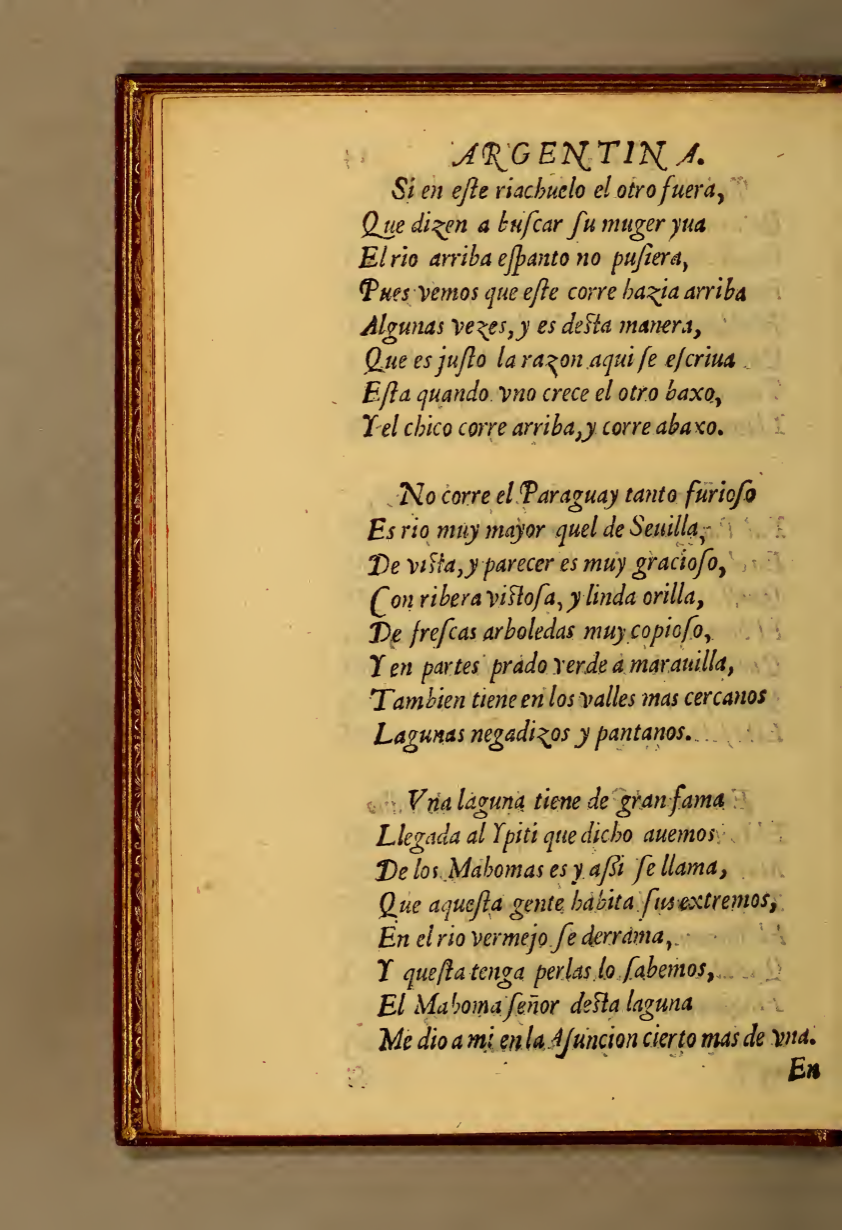 ARGENTINA.
Si en eſte riachuelo el otro fuera,
Que dizen a buſcar ſu muger yua
El rio arriba eſpanto no puſiera,
Pues vemos que eſte corre hazia arriba
Algunas vezes, y es deſta manera,
Que es juſto la razon aqui ſe eſcriua
Eſta quando vno crece el otro baxo,
Y el chico corre arriba, y corre abaxo.
No corre el Paraguay tanto furioſo
Es rio muy mayor quel de Seuilla,
De viſta, y parecer es muy gracioſo,
Con ribera viſtoſa, y linda orilla,
De freſcas arboledas muy copioſo,
Y en partes prado verde a marauilla,
Tambien tiene en los valles mas cercanos
Lagunas negadizos y pantanos.
Vna laguna tiene de gran fama
Llegada al Ypiti que dicho auemos
De los Mahomas es y aſſi ſe llama,
Que aqueſta gente habita ſus extremos,
En el rio vermejo ſe derrama,
Y queſta tenga perlas lo ſabemos,
El Mahoma ſeñor deſta laguna
Me dio a mi en la Aſuncion cierto mas de vna.
En